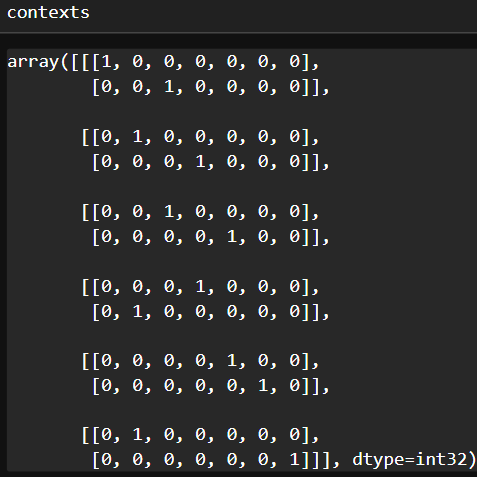 contexts
array([[[1, 0, 0, 0, 0, 0, 0],
[0, 0, 1, 0, 0, 0, 0]],
[[0, 1, 0, 0, 0, 0, 0],
[0, 0, 0, 1, 0, 0, 0]],
[[0, 0, 1, 0, 0, 0, 0],
[0, 0, 0, 0, 1, 0, 0]],
[[0, 0, 0, 1, 0, 0, 0],
[0, 1, 0, 0, 0, 0, 0]],
[[0, 0, 0, 0, 1, 0, 0],
[0, 0, 0, 0, 0, 1, 0]],
[[0, 1, 0, 0, 0, 0, 0],
[0, 0, 0, 0, 0, 0, 1]]], dtype=int32)